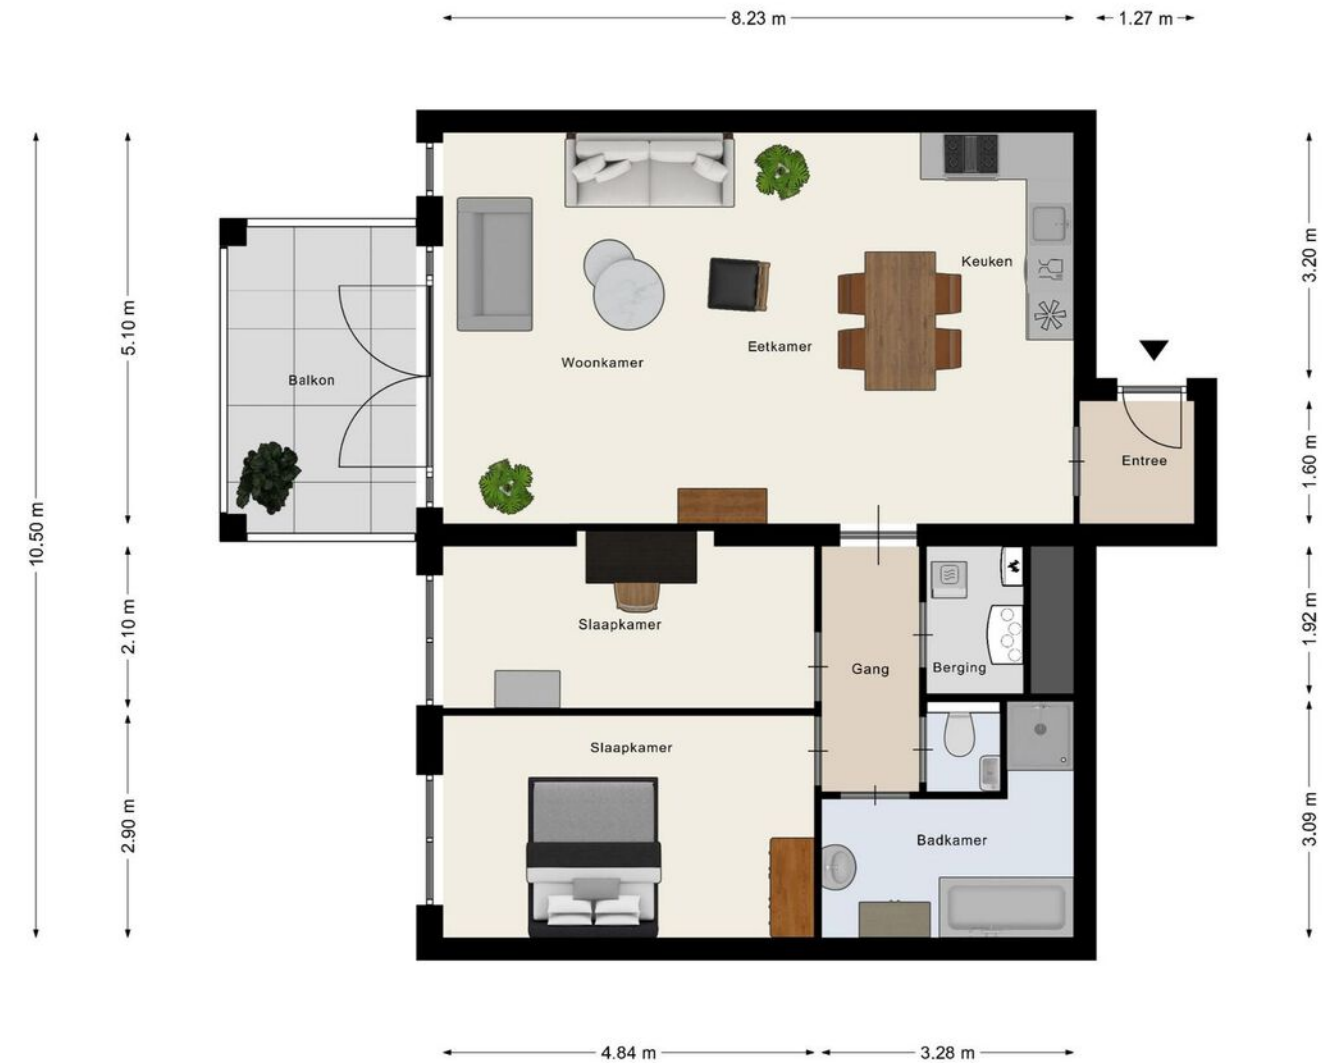 8.23 m
1.27 m
3.20 m
Keuken
5.10 m
Eetkamer
Woonkamer
Balkon
Entree
1.60 m
10.50 m
Slaapkamer
2.10 m
1.92 m
Gang
Berging
Slaapkamer
2.90 m
3.09 m
Badkamer
4.84 m
3.28 m